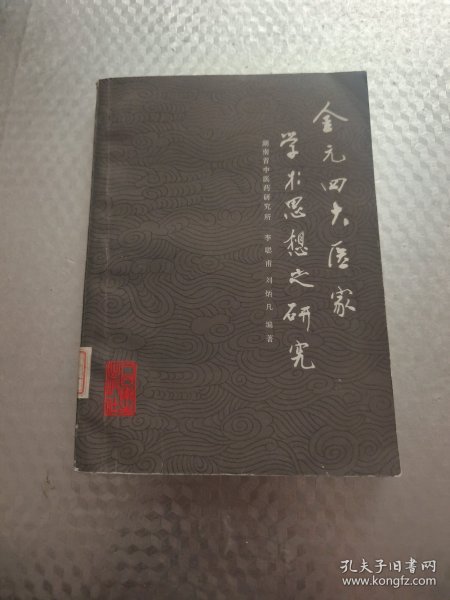 金元四大医家
学术思想之研究
湖南省中医药研究所 李聪甫 刘炳凡 编著
孔夫子旧书网
www.kongfz.com